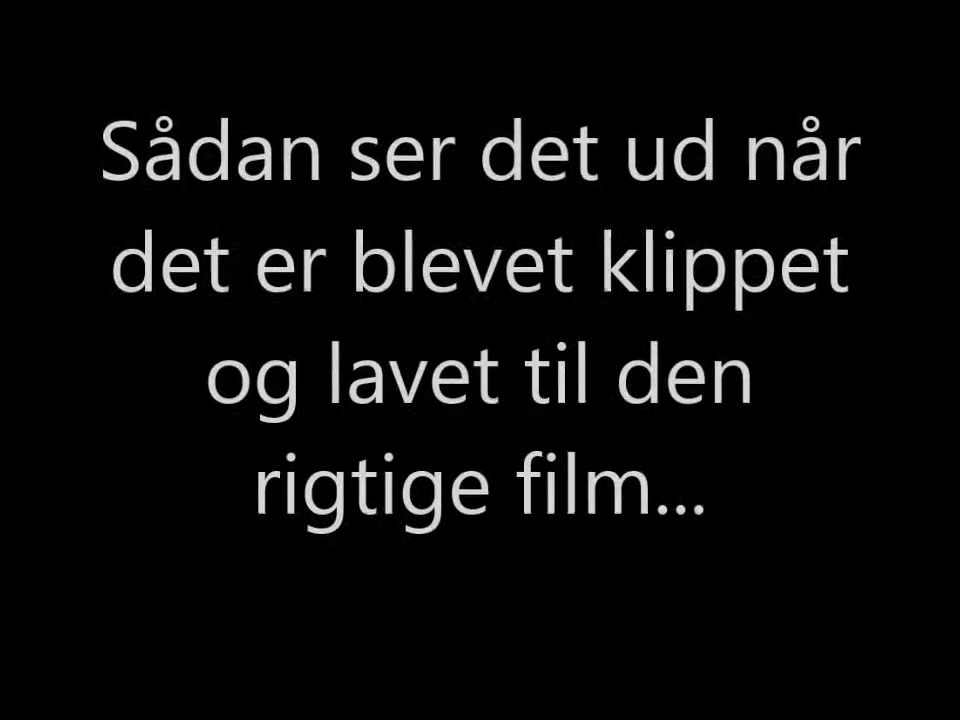 Sådan ser det ud når
det er blevet klippet
og lavet til den
rigtige film...